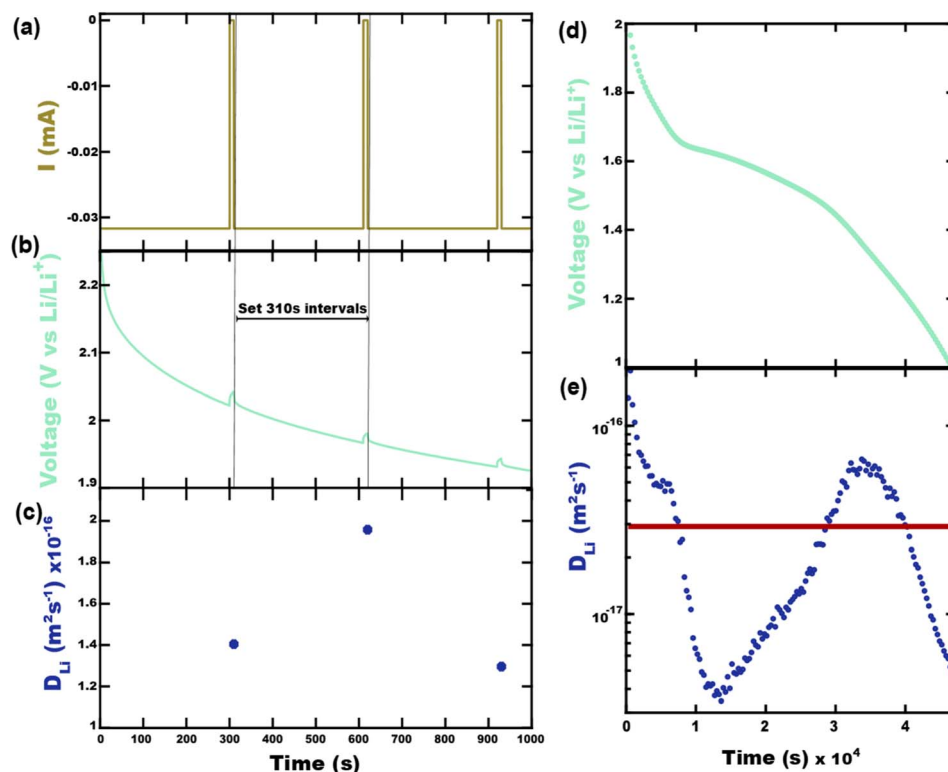 (a)
0
-0.01
-0.02
-0.03
I (mA)
(b)
2.2
2.1
2
1.9
Voltage (V vs Li/Li⁺)
Set 310s intervals
(c)
2
1.8
1.6
1.4
1.2
1
D_Li (m²s⁻¹) x10⁻¹⁶
0 100 200 300 400 500 600 700 800 900 1000
Time (s)
(d)
2
1.8
1.6
1.4
1.2
1
Voltage (V vs Li/Li⁺)
(e)
10⁻¹⁶
10⁻¹⁷
D_Li (m²s⁻¹)
0 1 2 3 4
Time (s) x 10⁴